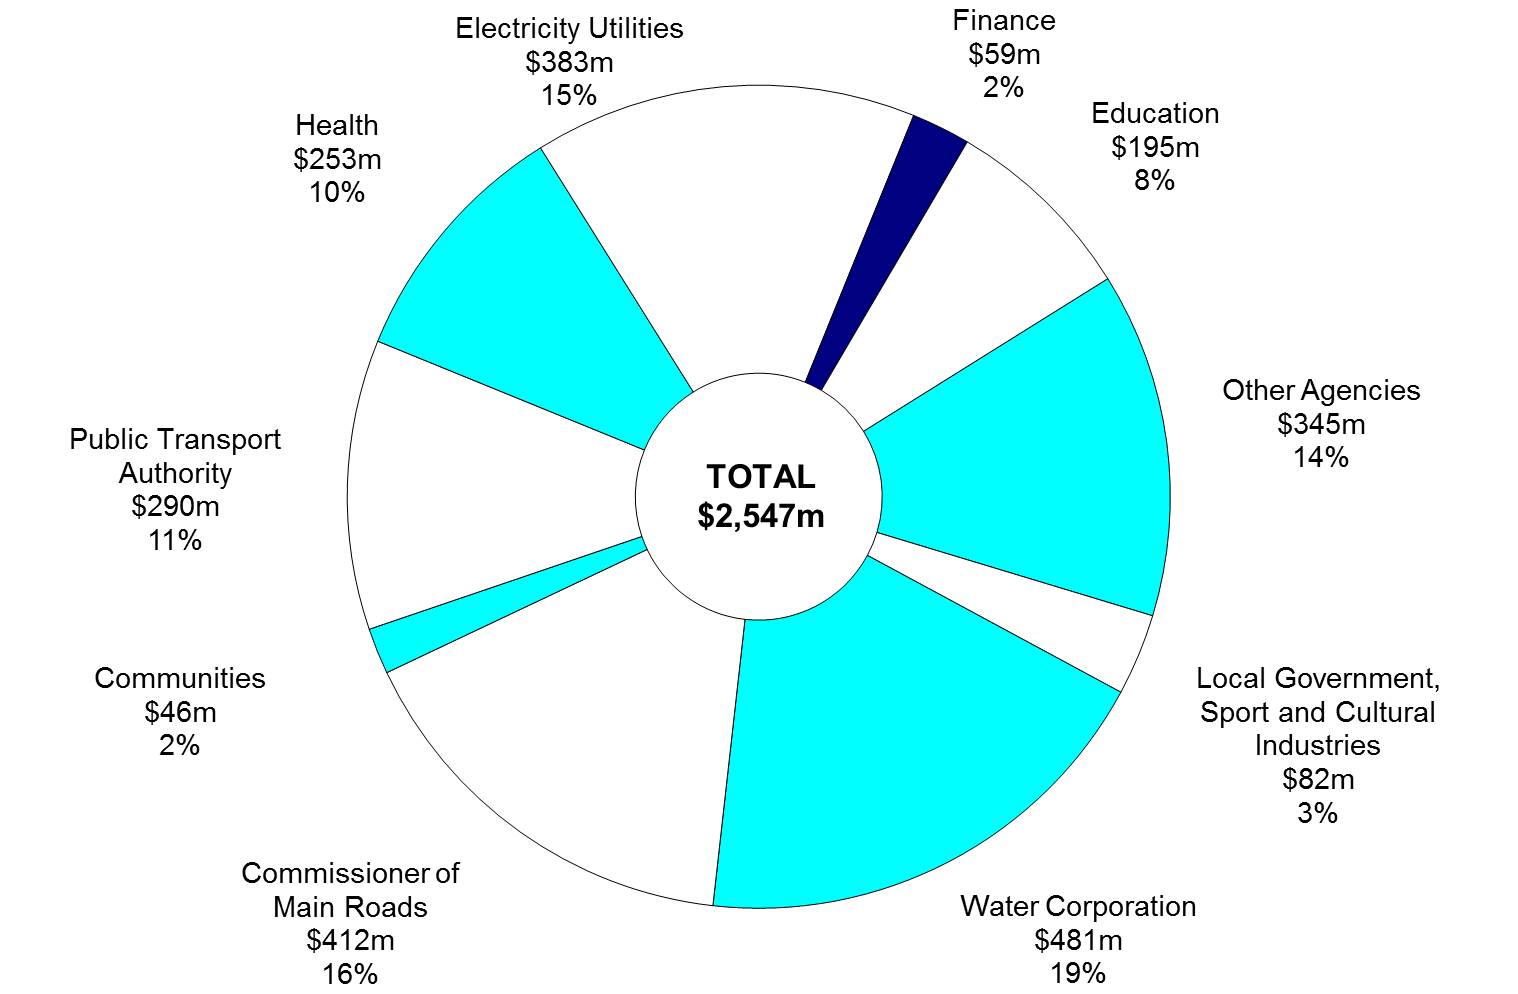 Electricity Utilities
$383m
15%
Finance
$59m
2%
Education
$195m
8%
Health
$253m
10%
Other Agencies
$345m
14%
Public Transport
Authority
$290m
11%
TOTAL
$2,547m
Communities
$46m
2%
Local Government,
Sport and Cultural
Industries
$82m
3%
Commissioner of
Main Roads
$412m
16%
Water Corporation
$481m
19%